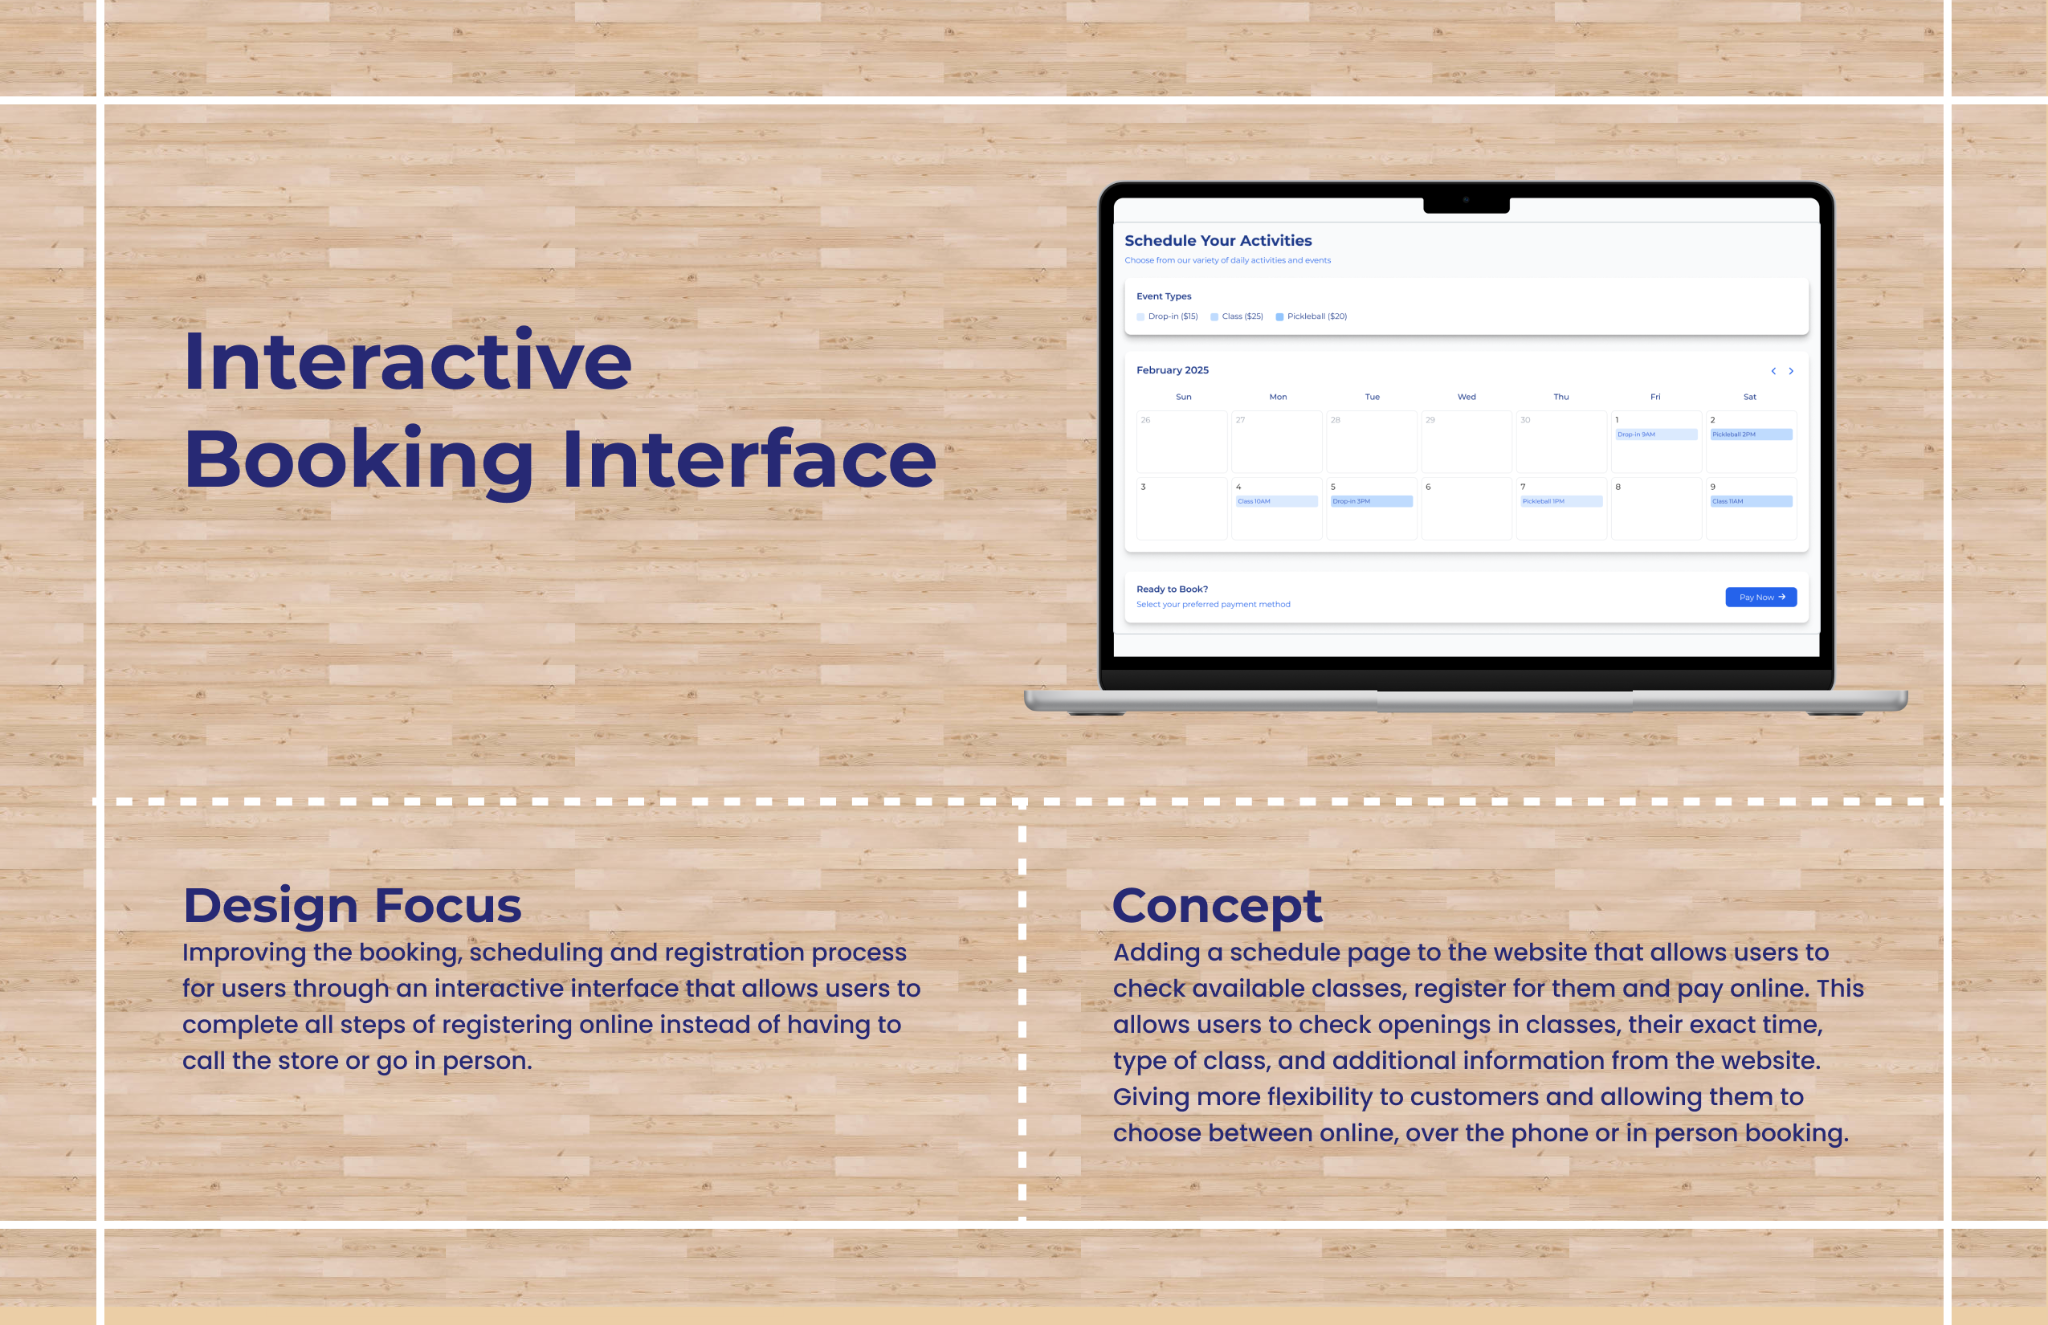 Interactive
Booking Interface
Schedule Your Activities
Choose from our variety of daily activities and events
Event Types
Drop-in ($15) Class ($25) Pickleball ($20)
February 2025
Sun Mon Tue Wed Thu Fri Sat
26 27 28 29 30 1 2
Drop-in 9AM Pickleball 2PM
3 4 5 6 7 8 9
Class 10AM Drop-in 3PM Pickleball 1PM Class 11AM
Ready to Book?
Select your preferred payment method
Pay Now →
Design Focus
Improving the booking, scheduling and registration process
for users through an interactive interface that allows users to
complete all steps of registering online instead of having to
call the store or go in person.
Concept
Adding a schedule page to the website that allows users to
check available classes, register for them and pay online. This
allows users to check openings in classes, their exact time,
type of class, and additional information from the website.
Giving more flexibility to customers and allowing them to
choose between online, over the phone or in person booking.